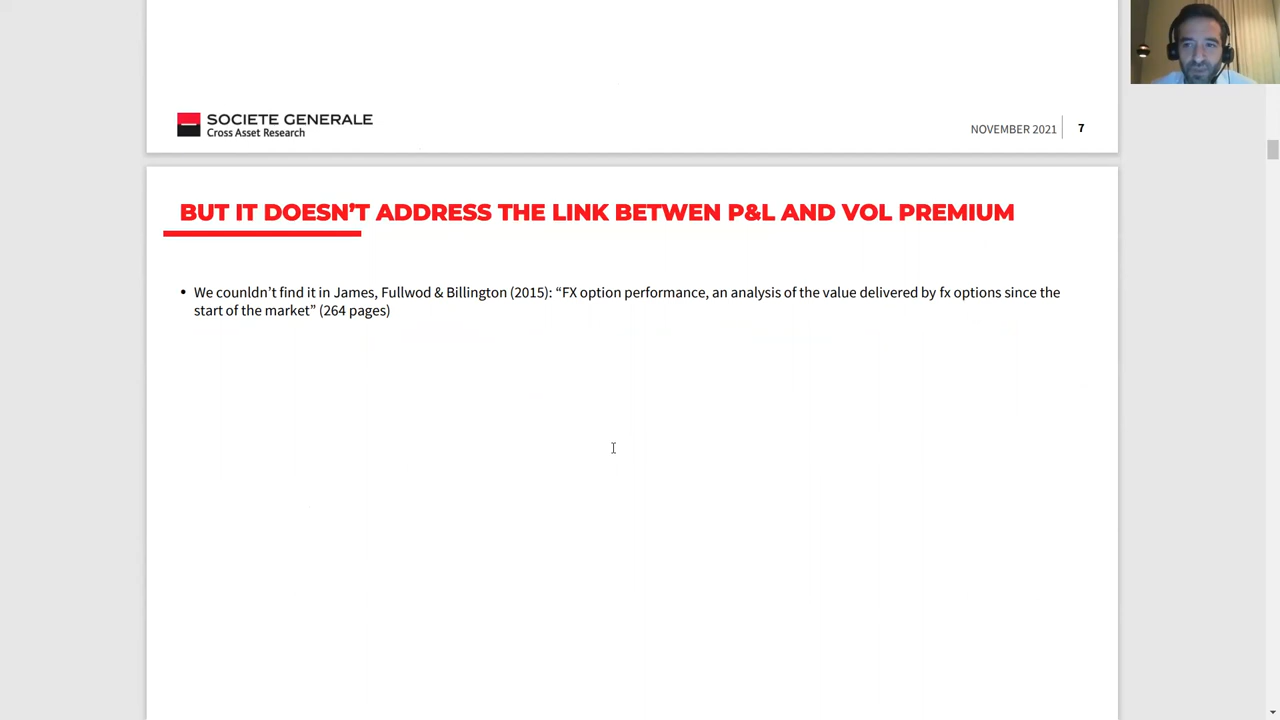 SOCIETE GENERALE
Cross Asset Research
NOVEMBER 2021
7
BUT IT DOESN’T ADDRESS THE LINK BETWEN P&L AND VOL PREMIUM
• We counldn’t find it in James, Fullwod & Billington (2015): “FX option performance, an analysis of the value delivered by fx options since the
start of the market” (264 pages)